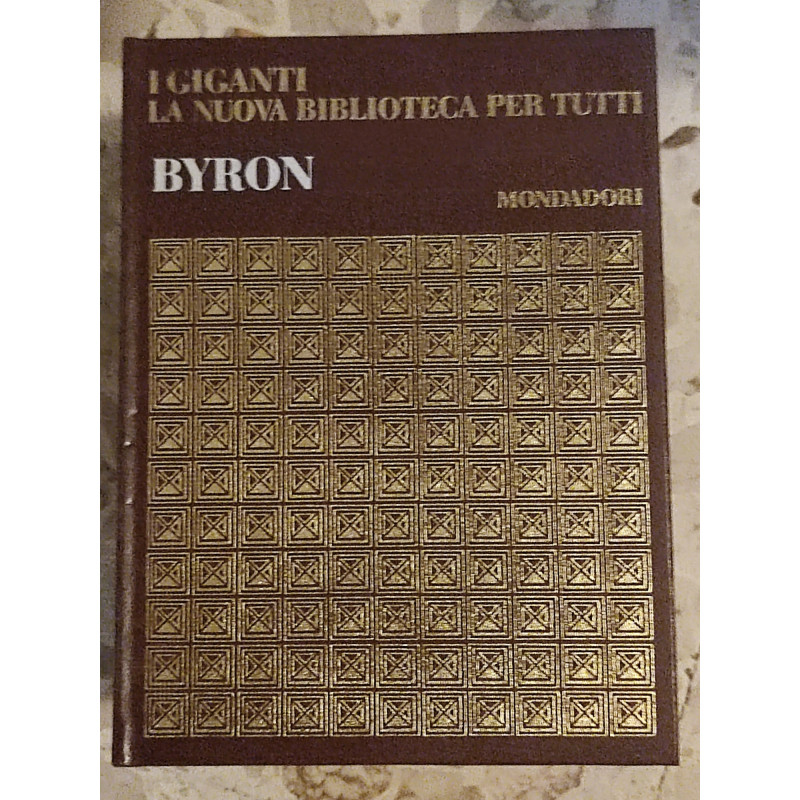 I GIGANTI
LA NUOVA BIBLIOTECA PER TUTTI
BYRON
MONDADORI